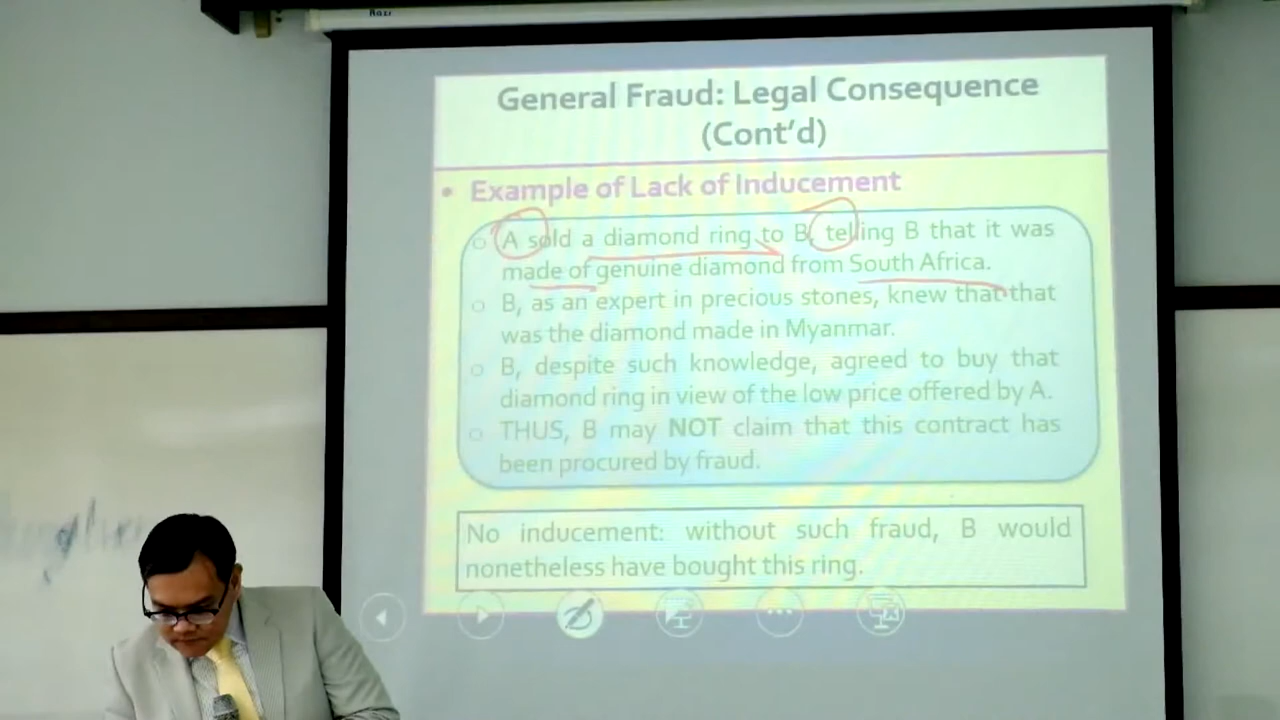 General Fraud: Legal Consequence
(Cont'd)
• Example of Lack of Inducement
o A sold a diamond ring to B, telling B that it was
made of genuine diamond from South Africa.
o B, as an expert in precious stones, knew that that
was the diamond made in Myanmar.
o B, despite such knowledge, agreed to buy that
diamond ring in view of the low price offered by A.
o THUS, B may NOT claim that this contract has
been procured by fraud.
No inducement: without such fraud, B would
nonetheless have bought this ring.